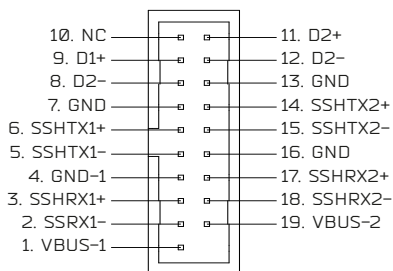 10. NC
9. D1+
8. D2-
7. GND
6. SSHTX1+
5. SSHTX1-
4. GND-1
3. SSHRX1+
2. SSRX1-
1. VBUS-1
11. D2+
12. D2-
13. GND
14. SSHTX2+
15. SSHTX2-
16. GND
17. SSHRX2+
18. SSHRX2-
19. VBUS-2